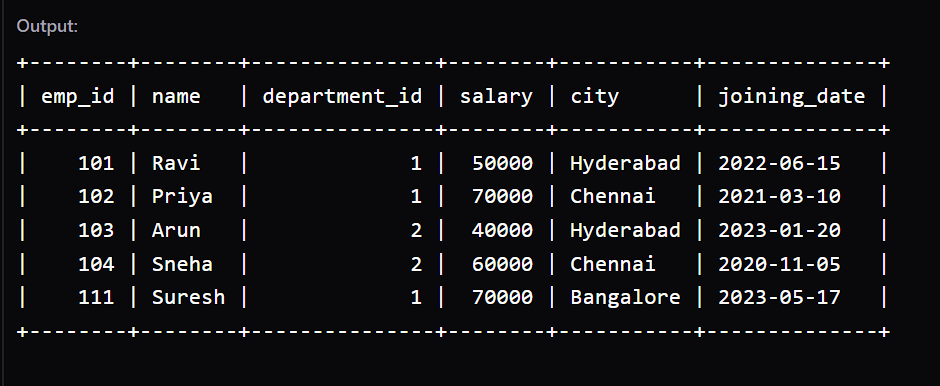 Output:
+--------+--------+---------------+--------+-----------+--------------+
| emp_id | name   | department_id | salary | city      | joining_date |
+--------+--------+---------------+--------+-----------+--------------+
|    101 | Ravi   |             1 |  50000 | Hyderabad | 2022-06-15   |
|    102 | Priya  |             1 |  70000 | Chennai   | 2021-03-10   |
|    103 | Arun   |             2 |  40000 | Hyderabad | 2023-01-20   |
|    104 | Sneha  |             2 |  60000 | Chennai   | 2020-11-05   |
|    111 | Suresh |             1 |  70000 | Bangalore | 2023-05-17   |
+--------+--------+---------------+--------+-----------+--------------+